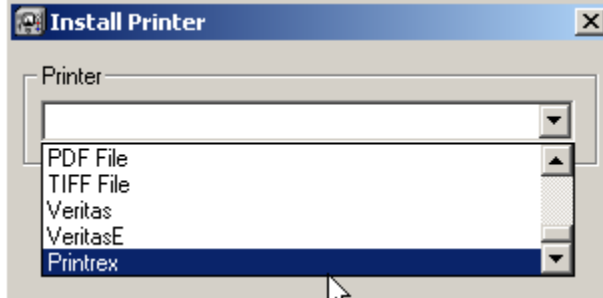 Install Printer
Printer
PDF File
TIFF File
Veritas
VeritasE
Printrex